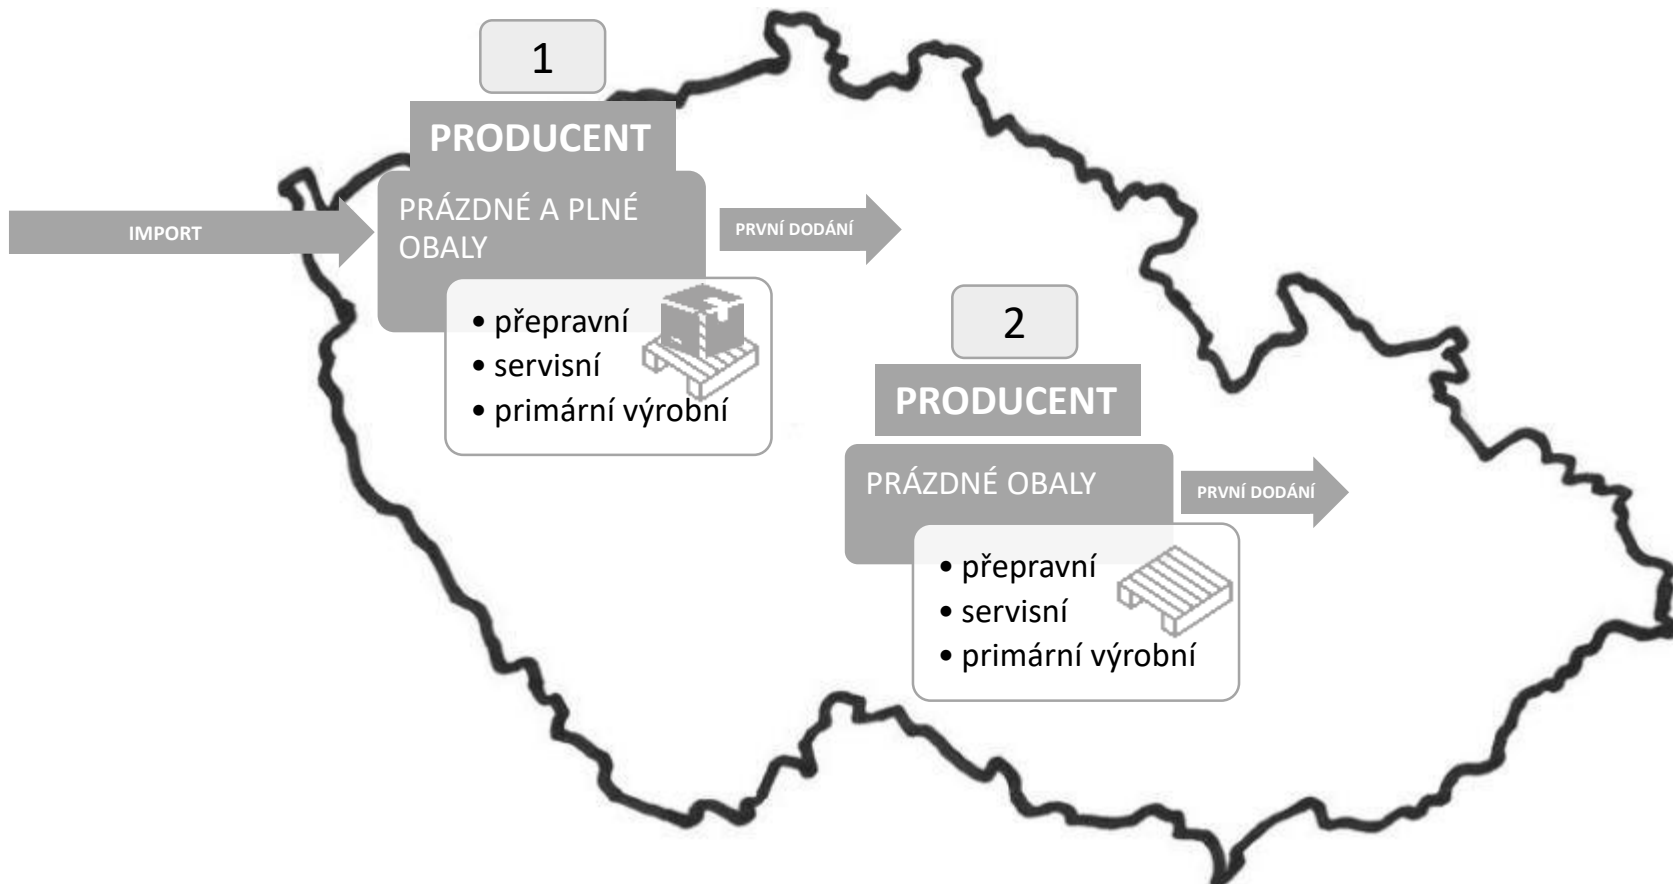 1
PRODUCENT
PRÁZDNÉ A PLNÉ
OBALY
IMPORT
PRVNÍ DODÁNÍ
• přepravní
• servisní
• primární výrobní
2
PRODUCENT
PRÁZDNÉ OBALY
PRVNÍ DODÁNÍ
• přepravní
• servisní
• primární výrobní